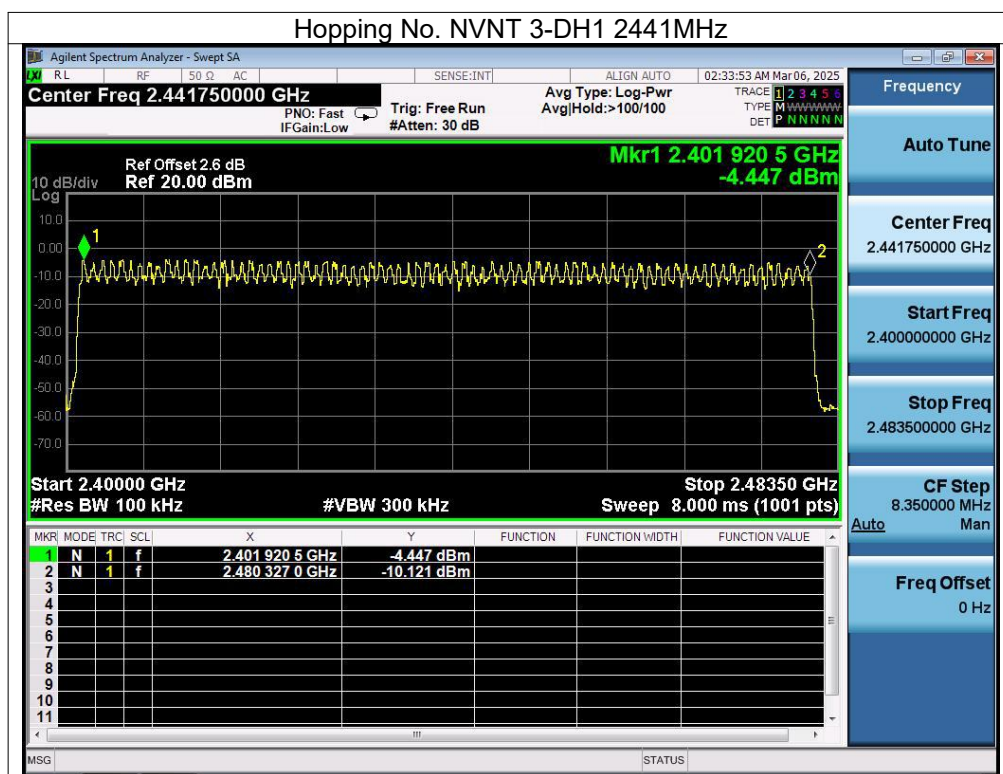 Hopping No. NVNT 3-DH1 2441MHz
Agilent Spectrum Analyzer - Swept SA
LXI RL RF 50 Ω AC SENSE:INT ALIGN AUTO 02:33:53 AM Mar 06, 2025
Center Freq 2.441750000 GHz
PNO: Fast
IFGain:Low
Trig: Free Run
#Atten: 30 dB
Avg Type: Log-Pwr
Avg|Hold:>100/100
TRACE 1 2 3 4 5 6
TYPE M WWWWW
DET P N N N N N
Mkr1 2.401 920 5 GHz
-4.447 dBm
Ref Offset 2.6 dB
10 dB/div Ref 20.00 dBm
Log
10.0
0.00
-10.0
-20.0
-30.0
-40.0
-50.0
-60.0
-70.0
1
2
Start 2.40000 GHz Stop 2.48350 GHz
#Res BW 100 kHz #VBW 300 kHz Sweep 8.000 ms (1001 pts)
MKR MODE TRC SCL X Y FUNCTION FUNCTION WIDTH FUNCTION VALUE
1 N 1 f 2.401 920 5 GHz -4.447 dBm
2 N 1 f 2.480 327 0 GHz -10.121 dBm
3
4
5
6
7
8
9
10
11
MSG STATUS
Frequency
Auto Tune
Center Freq
2.441750000 GHz
Start Freq
2.400000000 GHz
Stop Freq
2.483500000 GHz
CF Step
8.350000 MHz
Auto Man
Freq Offset
0 Hz